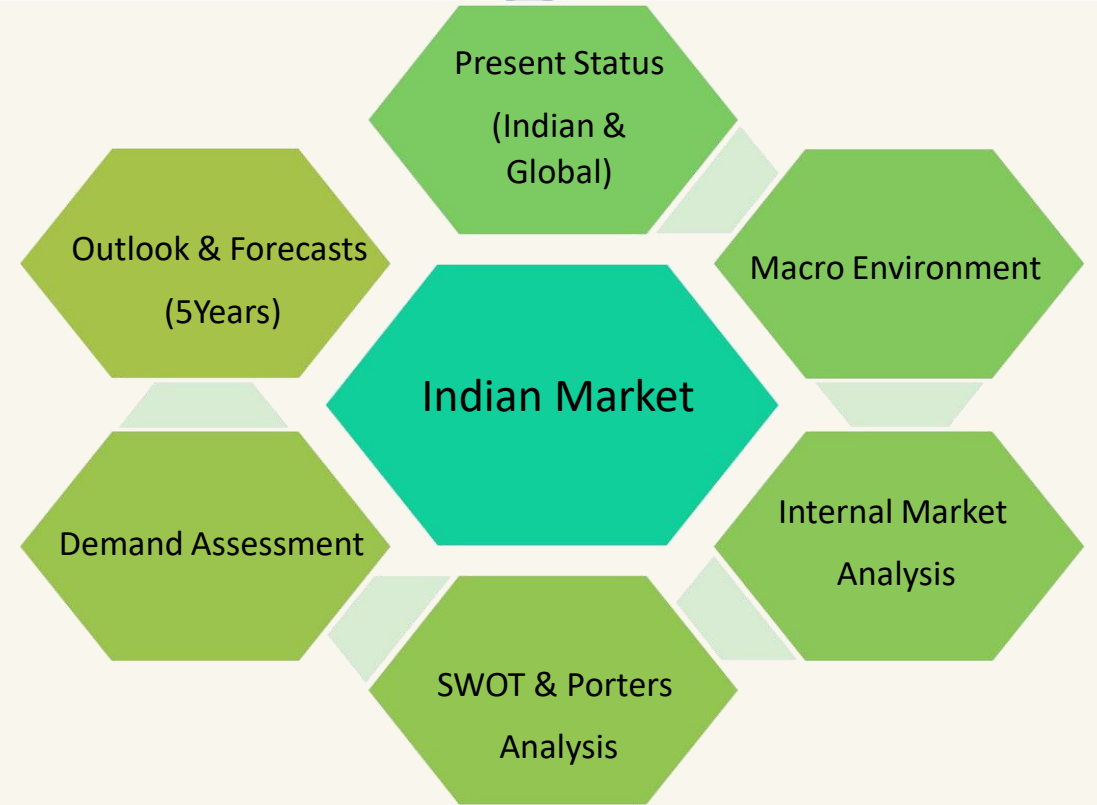 Present Status
(Indian &
Global)
Macro Environment
Internal Market
Analysis
SWOT & Porters
Analysis
Demand Assessment
Outlook & Forecasts
(5Years)
Indian Market